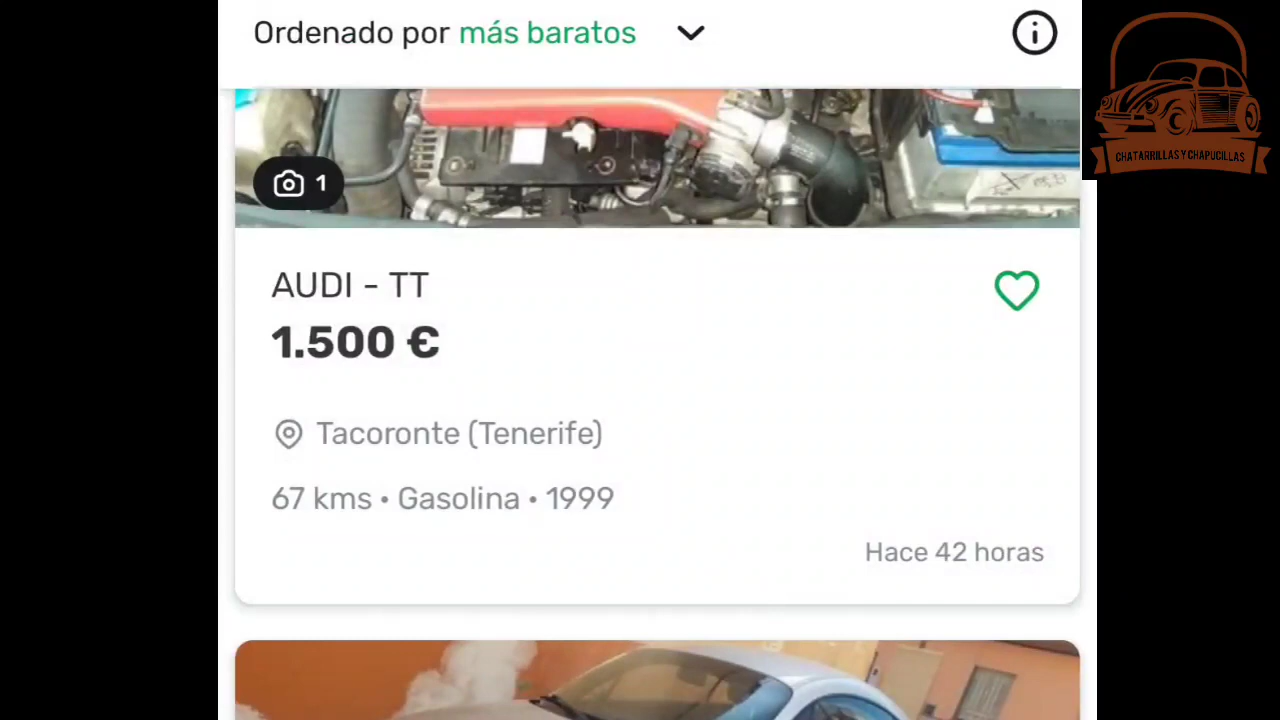 Ordenado por más baratos
CHATARRILLAS Y CHAPUCILLAS
1
AUDI - TT
1.500 €
Tacoronte (Tenerife)
67 kms • Gasolina • 1999
Hace 42 horas